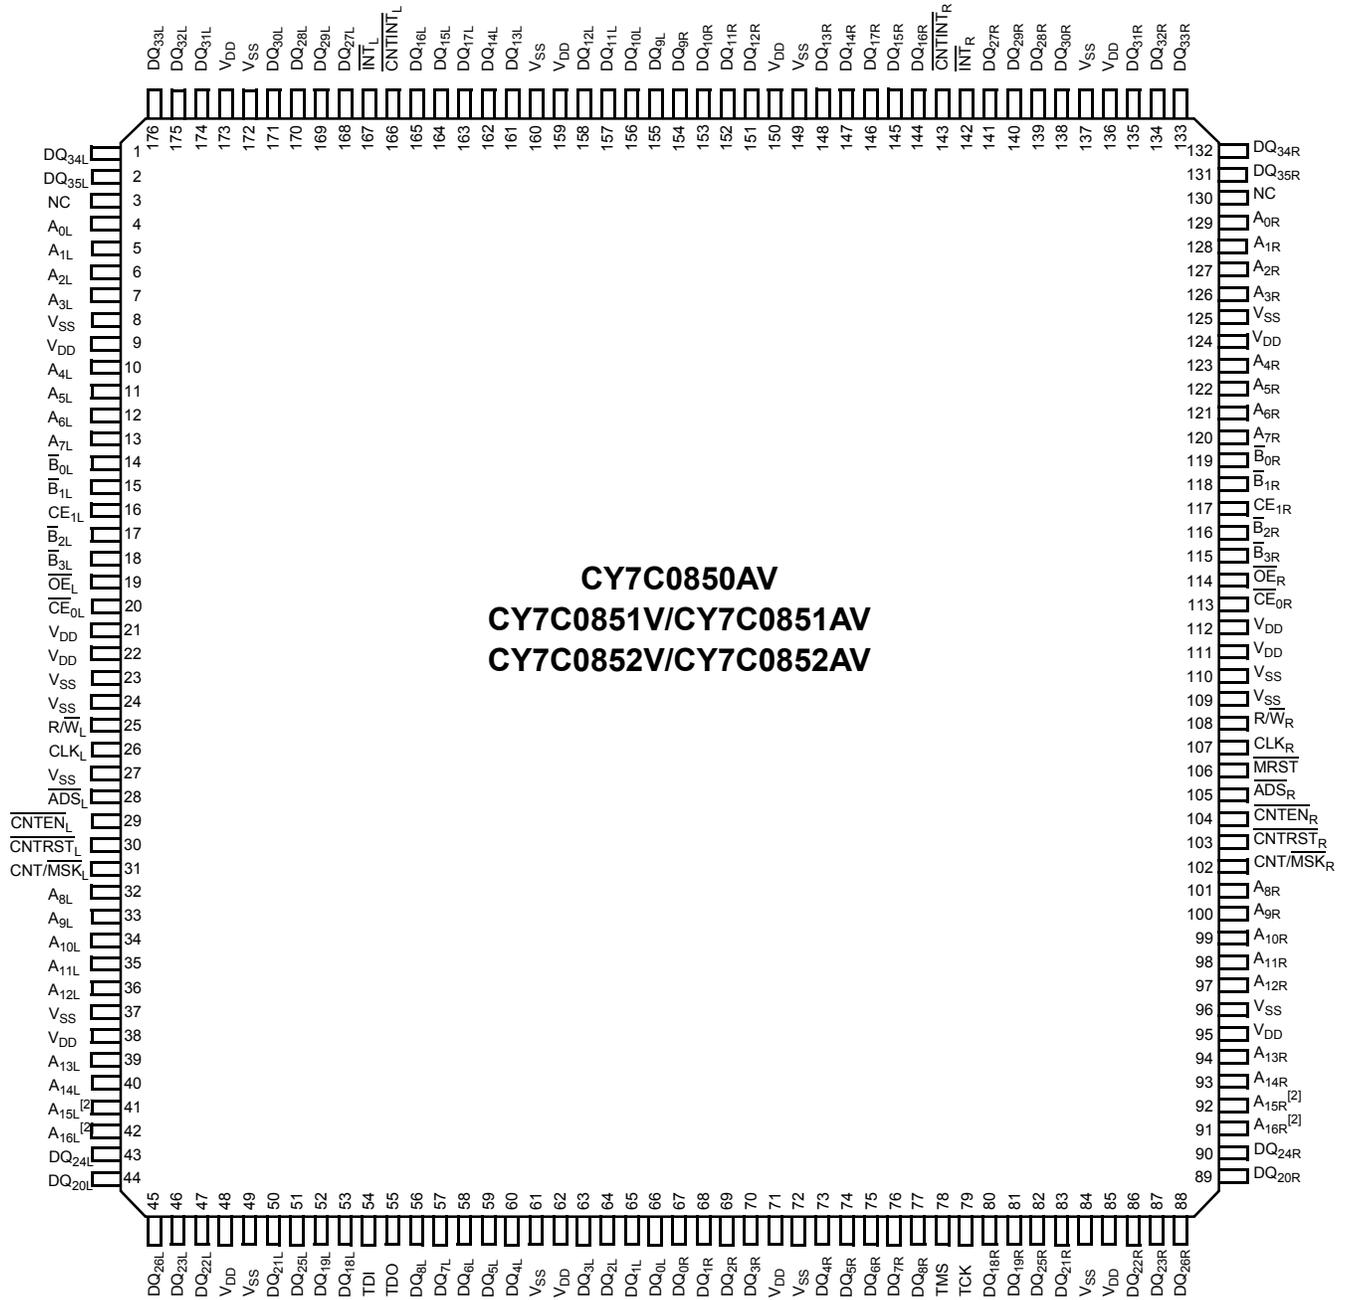 DQ33L DQ32L DQ31L VDD VSS DQ30L DQ28L DQ29L DQ27L INTL CNTINTL DQ16L DQ15L DQ17L DQ14L DQ13L VSS VDD DQ12L DQ11L DQ10L DQ9L DQ9R DQ10R DQ11R DQ12R VDD VSS DQ13R DQ14R DQ17R DQ15R DQ16R CNTINTR INTR DQ27R DQ29R DQ28R DQ30R VSS VDD DQ31R DQ32R DQ33R
176 175 174 173 172 171 170 169 168 167 166 165 164 163 162 161 160 159 158 157 156 155 154 153 152 151 150 149 148 147 146 145 144 143 142 141 140 139 138 137 136 135 134 133
DQ34L 1 132 DQ34R
DQ35L 2 131 DQ35R
NC 3 130 NC
A0L 4 129 A0R
A1L 5 128 A1R
A2L 6 127 A2R
A3L 7 126 A3R
VSS 8 125 VSS
VDD 9 124 VDD
A4L 10 123 A4R
A5L 11 122 A5R
A6L 12 121 A6R
A7L 13 120 A7R
B0L 14 119 B0R
B1L 15 118 B1R
CE1L 16 117 CE1R
B2L 17 116 B2R
B3L 18 115 B3R
OEL 19 114 OER
CE0L 20 113 CE0R
VDD 21 112 VDD
VDD 22 111 VDD
VSS 23 110 VSS
VSS 24 109 VSS
R/WL 25 108 R/WR
CLKL 26 107 CLKR
VSS 27 106 MRST
ADSL 28 105 ADSR
CNTENL 29 104 CNTENR
CNTRSTL 30 103 CNTRSTR
CNT/MSKL 31 102 CNT/MSKR
A8L 32 101 A8R
A9L 33 100 A9R
A10L 34 99 A10R
A11L 35 98 A11R
A12L 36 97 A12R
VSS 37 96 VSS
VDD 38 95 VDD
A13L 39 94 A13R
A14L 40 93 A14R
A15L[2] 41 92 A15R[2]
A16L[2] 42 91 A16R[2]
DQ24L 43 90 DQ24R
DQ20L 44 89 DQ20R
CY7C0850AV
CY7C0851V/CY7C0851AV
CY7C0852V/CY7C0852AV
45 46 47 48 49 50 51 52 53 54 55 56 57 58 59 60 61 62 63 64 65 66 67 68 69 70 71 72 73 74 75 76 77 78 79 80 81 82 83 84 85 86 87 88
DQ26L DQ23L DQ22L VDD VSS DQ21L DQ25L DQ19L DQ18L TDI TDO DQ8L DQ7L DQ6L DQ5L DQ4L VSS VDD DQ3L DQ2L DQ1L DQ0L DQ0R DQ1R DQ2R DQ3R VDD VSS DQ4R DQ5R DQ6R DQ7R DQ8R TMS TCK DQ18R DQ19R DQ25R DQ21R VSS VDD DQ22R DQ23R DQ26R